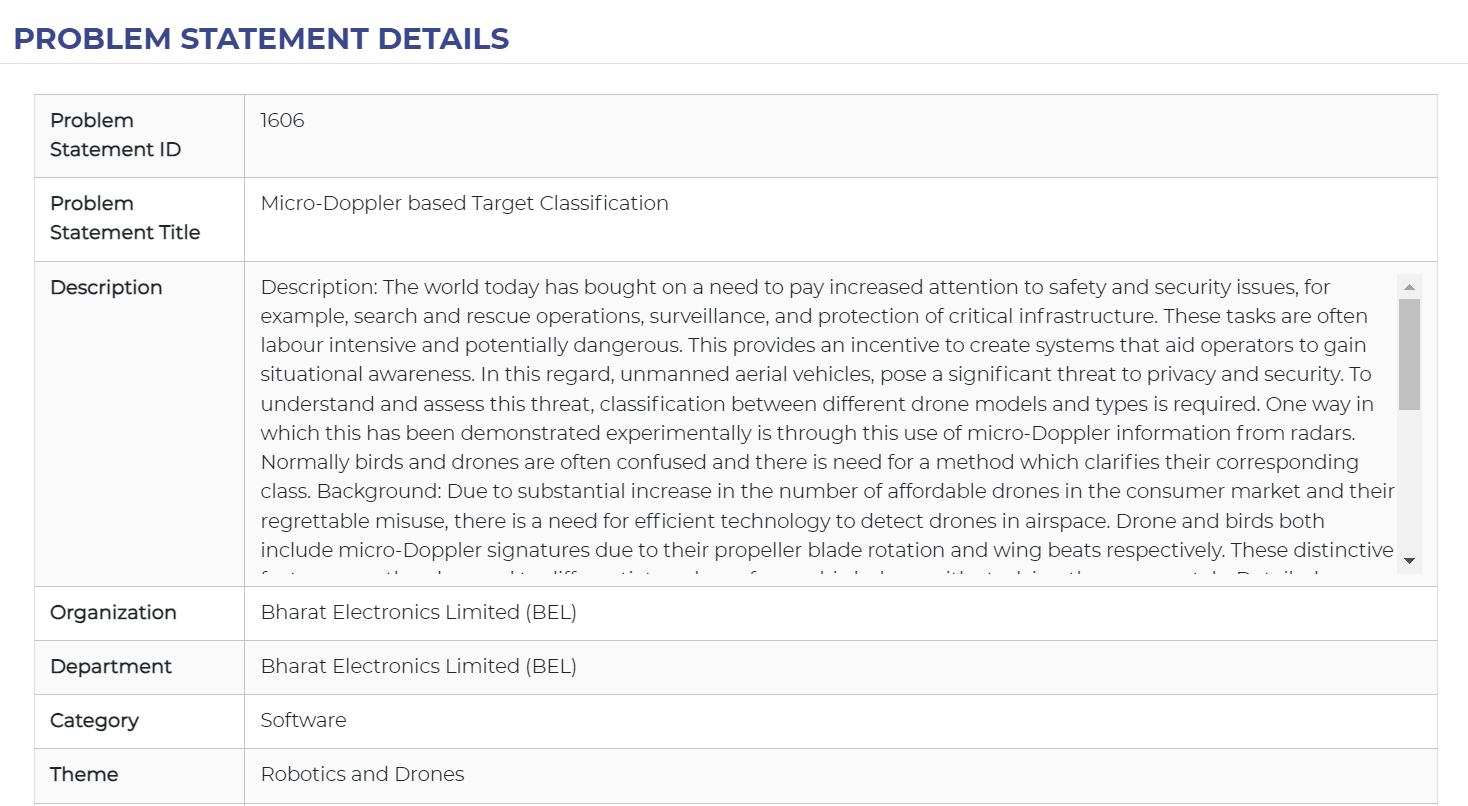 PROBLEM STATEMENT DETAILS
Problem
Statement ID
1606
Problem
Statement Title
Micro-Doppler based Target Classification
Description
Description: The world today has bought on a need to pay increased attention to safety and security issues, for
example, search and rescue operations, surveillance, and protection of critical infrastructure. These tasks are often
labour intensive and potentially dangerous. This provides an incentive to create systems that aid operators to gain
situational awareness. In this regard, unmanned aerial vehicles, pose a significant threat to privacy and security. To
understand and assess this threat, classification between different drone models and types is required. One way in
which this has been demonstrated experimentally is through this use of micro-Doppler information from radars.
Normally birds and drones are often confused and there is need for a method which clarifies their corresponding
class. Background: Due to substantial increase in the number of affordable drones in the consumer market and their
regrettable misuse, there is a need for efficient technology to detect drones in airspace. Drone and birds both
include micro-Doppler signatures due to their propeller blade rotation and wing beats respectively. These distinctive
Organization
Bharat Electronics Limited (BEL)
Department
Bharat Electronics Limited (BEL)
Category
Software
Theme
Robotics and Drones